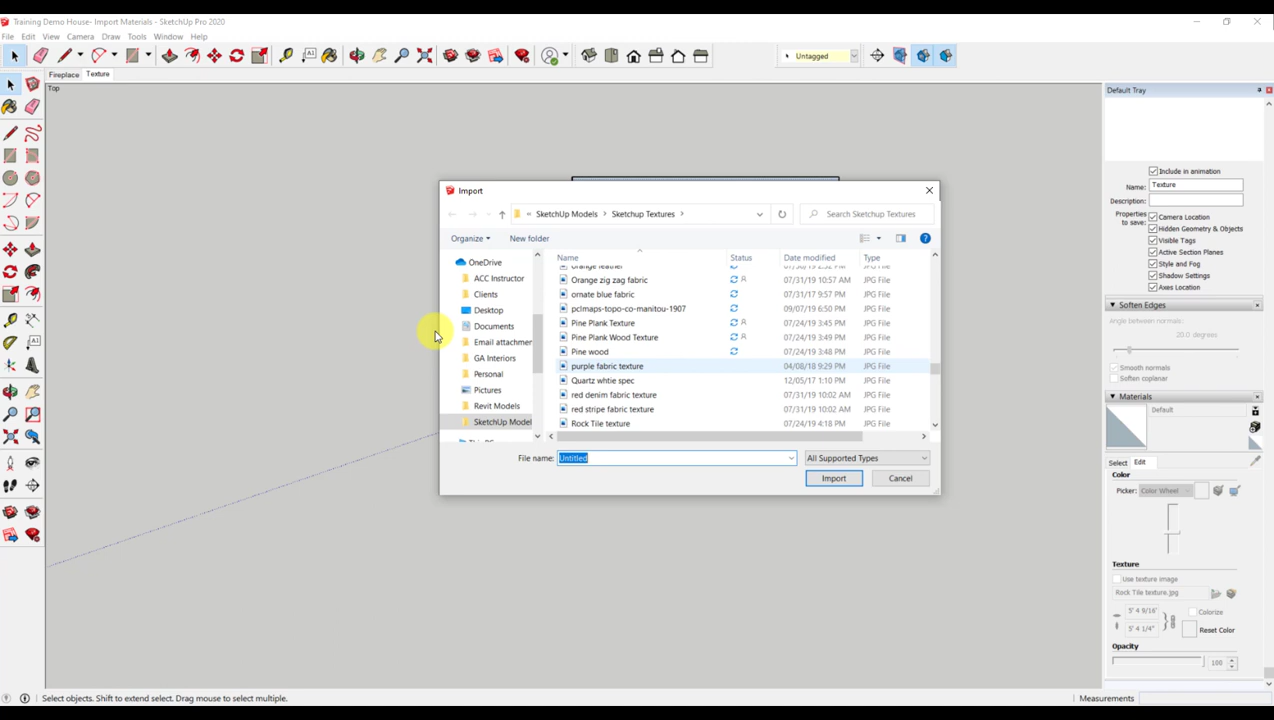 Training Demo House- Import Materials - SketchUp Pro 2020
File Edit View Camera Draw Tools Window Help
Untagged
Fireplace Texture
Top
Default Tray
Include in animation
Name: Texture
Description:
Properties to save:
Camera Location
Hidden Geometry & Objects
Visible Tags
Active Section Planes
Style and Fog
Shadow Settings
Axes Location
Soften Edges
Angle between normals:
20.0 degrees
Smooth normals
Soften coplanar
Materials
Default
Select Edit
Color
Picker: Color Wheel
Texture
Use texture image
Rock Tile texture.jpg
5' 4 9/16" Colorize
5' 4 1/4" Reset Color
Opacity
100
Import
« SketchUp Models > Sketchup Textures >
Search Sketchup Textures
Organize New folder
OneDrive
ACC Instructor
Clients
Desktop
Documents
Email attachmen
GA Interiors
Personal
Pictures
Revit Models
SketchUp Model
Name Status Date modified Type
Orange leather 07/30/19 2:52 PM JPG File
Orange zig zag fabric 07/31/19 10:57 AM JPG File
ornate blue fabric 07/31/17 9:57 PM JPG File
pclmaps-topo-co-manitou-1907 09/07/19 6:50 PM JPG File
Pine Plank Texture 07/24/19 3:45 PM JPG File
Pine Plank Wood Texture 07/24/19 3:49 PM JPG File
Pine wood 07/24/19 3:48 PM JPG File
purple fabric texture 04/08/18 9:29 PM JPG File
Quartz whtie spec 12/05/17 1:10 PM JPG File
red denim fabric texture 07/31/19 10:02 AM JPG File
red stripe fabric texture 07/31/19 10:02 AM JPG File
Rock Tile texture 07/24/19 4:18 PM JPG File
File name: Untitled
All Supported Types
Import Cancel
Select objects. Shift to extend select. Drag mouse to select multiple.
Measurements